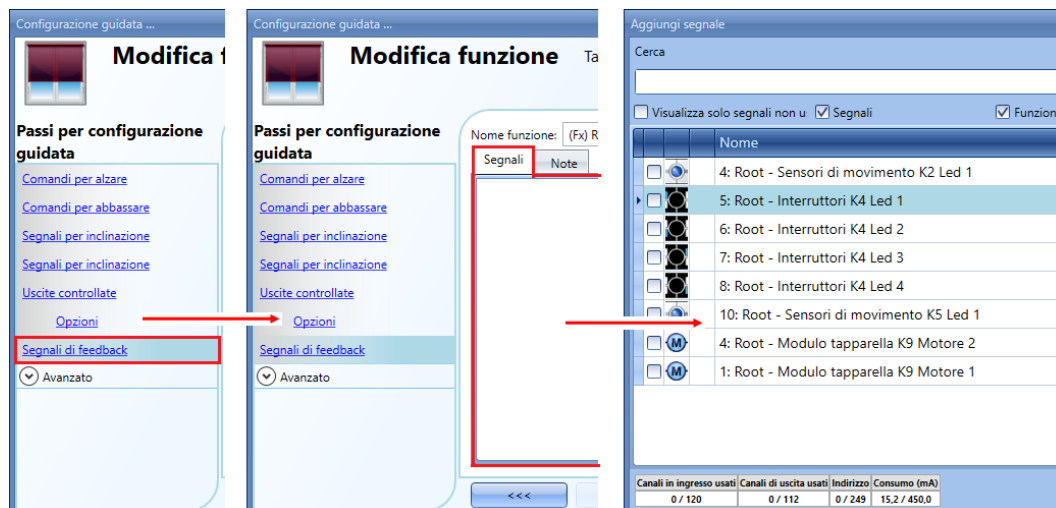 Configurazione guidata ...
Modifica f
Passi per configurazione
guidata
Comandi per alzare
Comandi per abbassare
Segnali per inclinazione
Segnali per inclinazione
Uscite controllate
Opzioni
Segnali di feedback
Avanzato
Configurazione guidata ...
Modifica funzione
Ta
Passi per configurazione
guidata
Comandi per alzare
Comandi per abbassare
Segnali per inclinazione
Segnali per inclinazione
Uscite controllate
Opzioni
Segnali di feedback
Avanzato
Nome funzione: (Fx) R
Segnali Note
<<<
Aggiungi segnale
Cerca
Visualizza solo segnali non u: Segnali Funzion
Nome
4: Root - Sensori di movimento K2 Led 1
5: Root - Interruttori K4 Led 1
6: Root - Interruttori K4 Led 2
7: Root - Interruttori K4 Led 3
8: Root - Interruttori K4 Led 4
10: Root - Sensori di movimento K5 Led 1
M 4: Root - Modulo tapparella K9 Motore 2
M 1: Root - Modulo tapparella K9 Motore 1
Canali in ingresso usati Canali di uscita usati Indirizzo Consumo (mA)
0 / 120 0 / 112 0 / 249 15,2 / 450,0